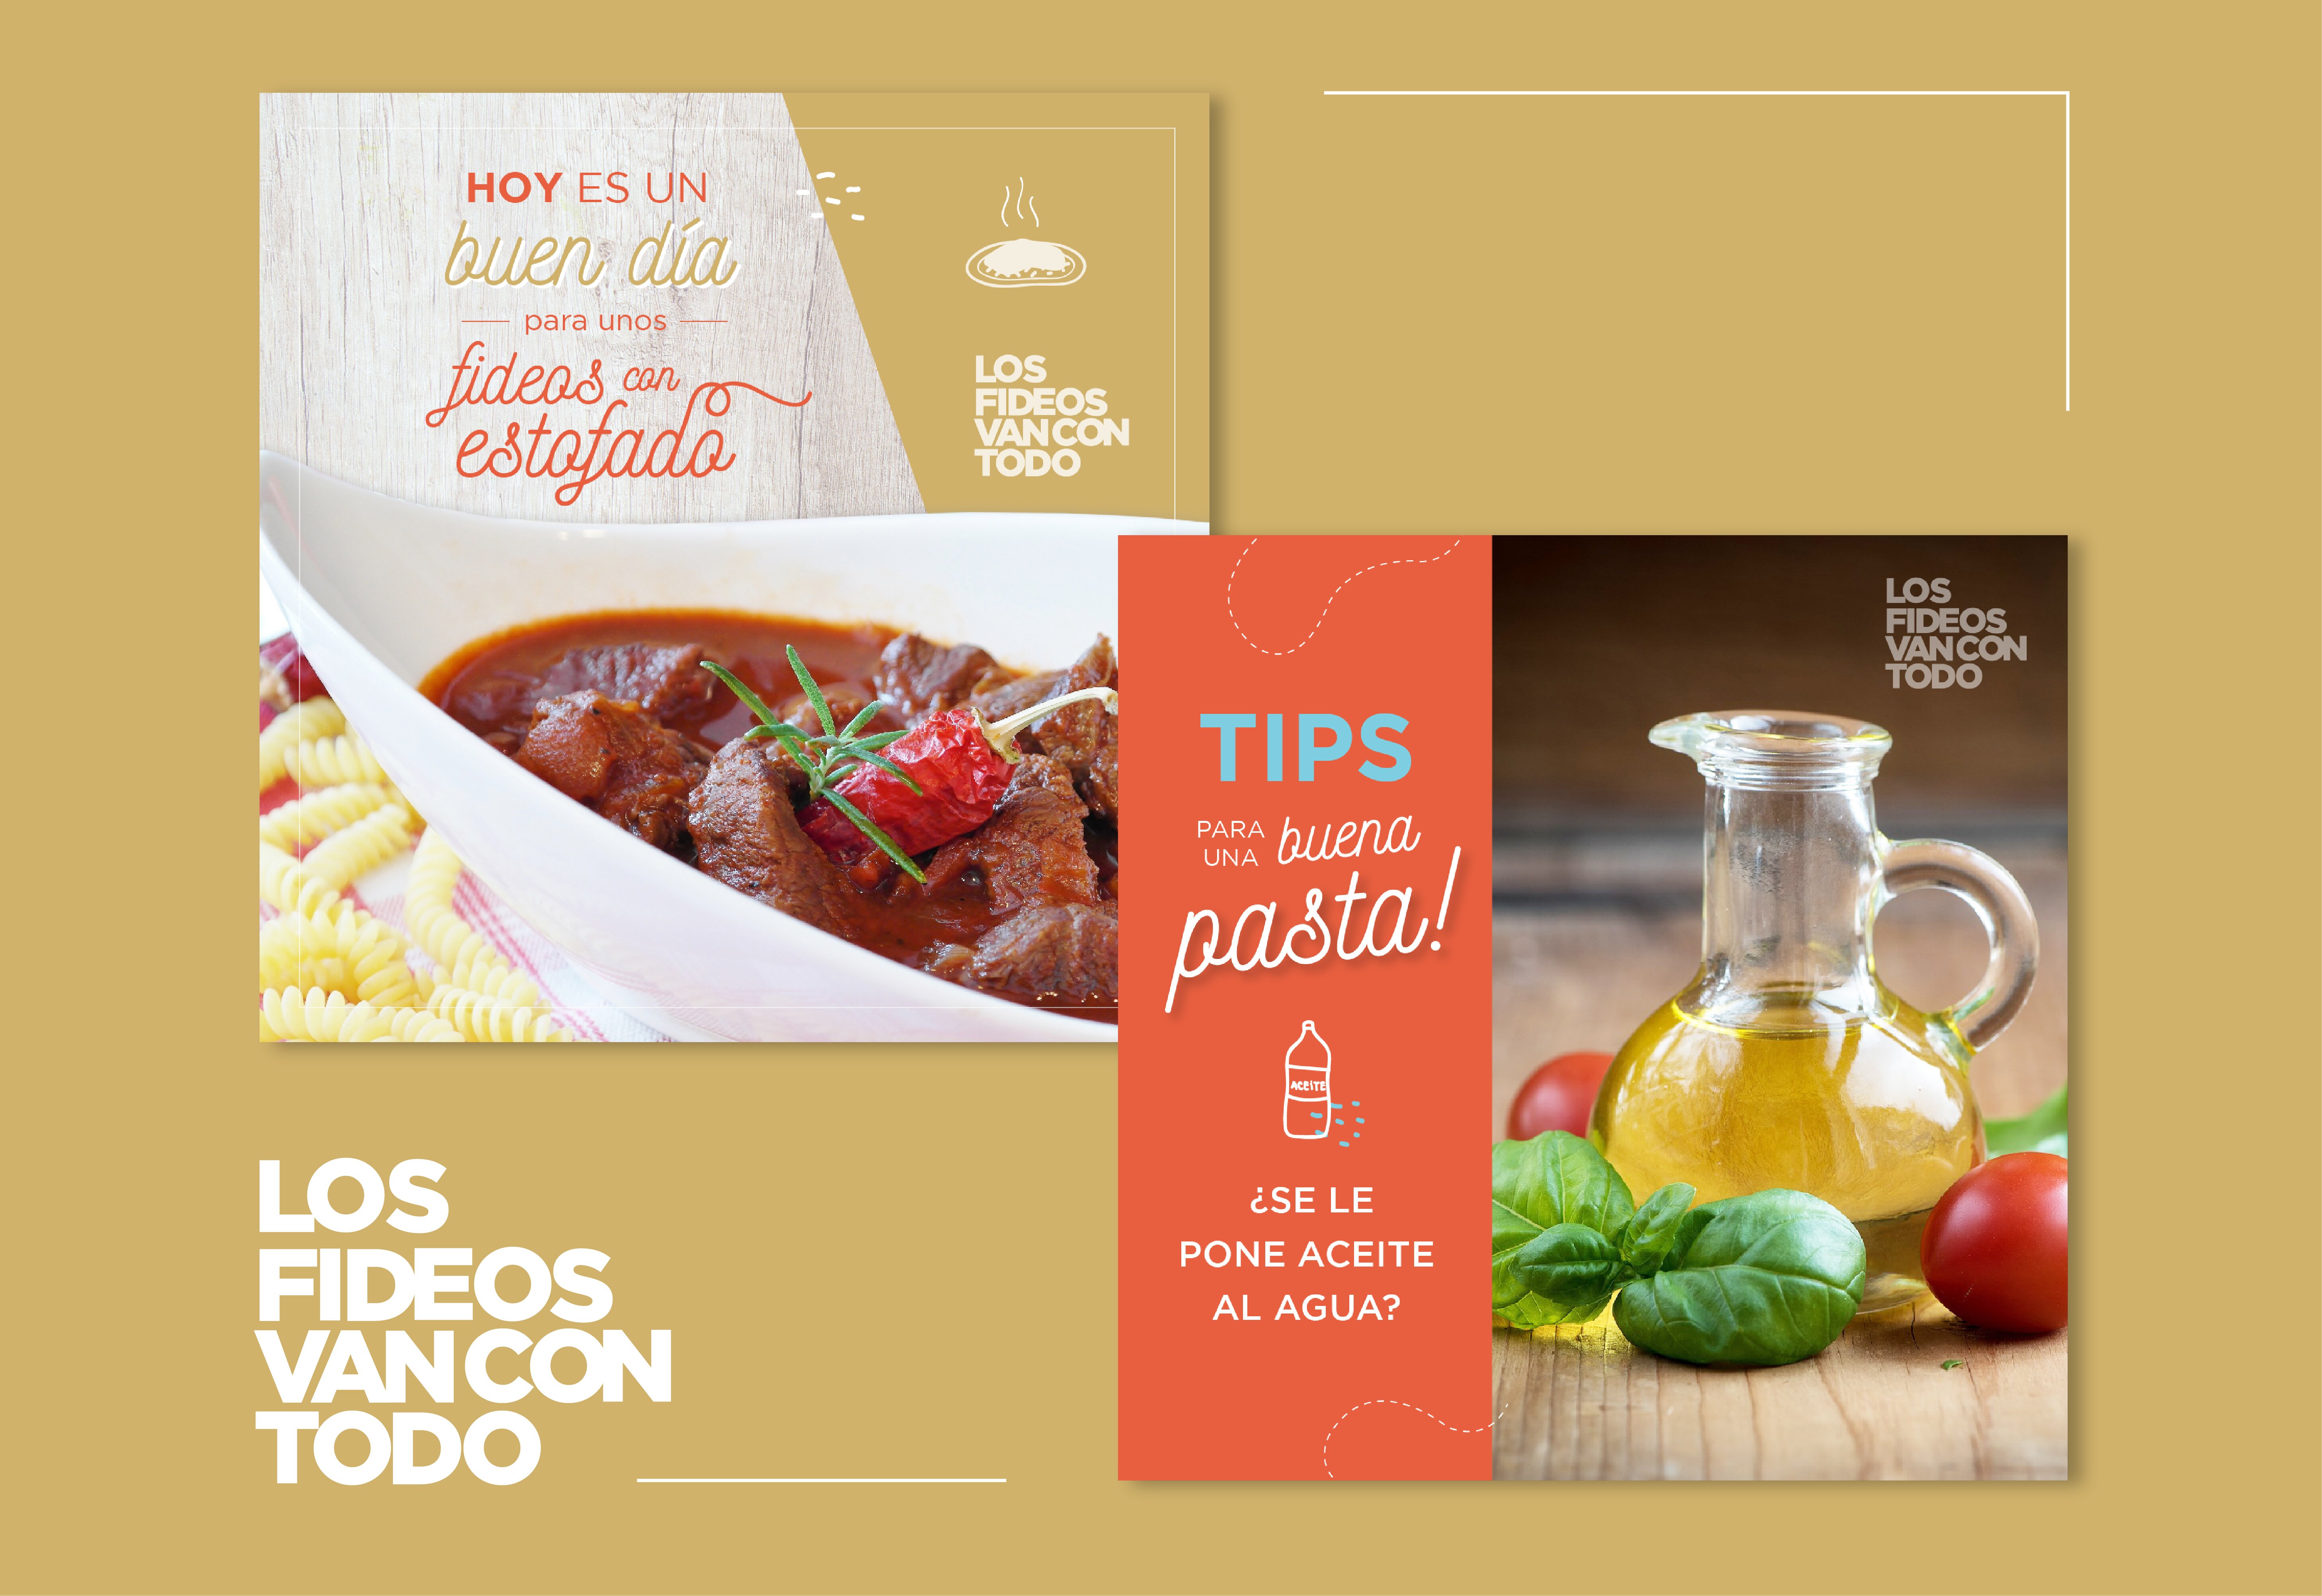 HOY ES UN
buen día
para unos
fideos con
estofado
LOS
FIDEOS
VAN CON
TODO
LOS
FIDEOS
VAN CON
TODO
TIPS
PARA
UNA buena
pasta!
ACEITE
¿SE LE
PONE ACEITE
AL AGUA?
LOS
FIDEOS
VAN CON
TODO